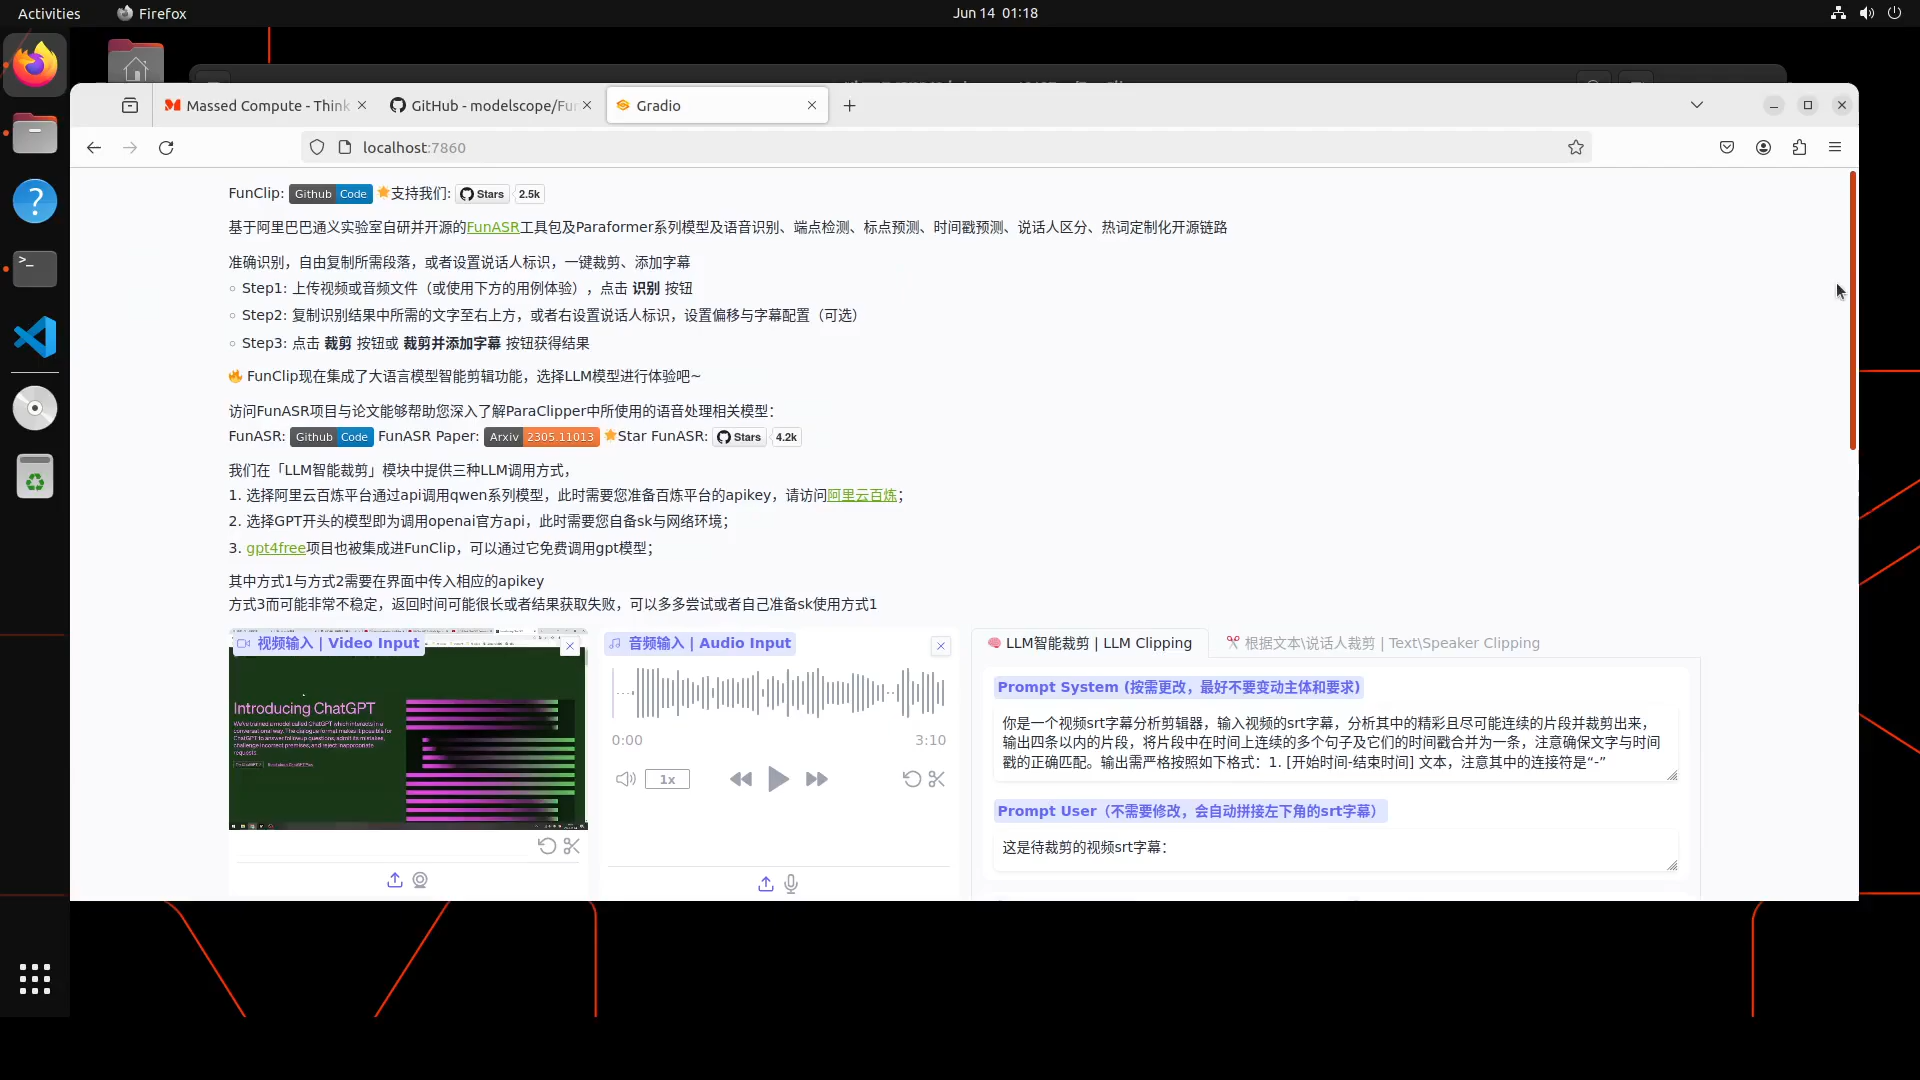 Activities
Firefox
Jun 14 01:18
Massed Compute - Think
GitHub - modelscope/Fun
Gradio
localhost:7860
FunClip: Github Code 支持我们: Stars 2.5k
基于阿里巴巴通义实验室自研并开源的FunASR工具包及Paraformer系列模型及语音识别、端点检测、标点预测、时间戳预测、说话人区分、热词定制化开源链路
准确识别，自由复制所需段落，或者设置说话人标识，一键裁剪、添加字幕
Step1: 上传视频或音频文件（或使用下方的用例体验），点击 识别 按钮
Step2: 复制识别结果中所需的文字至右上方，或者右设置说话人标识，设置偏移与字幕配置（可选）
Step3: 点击 裁剪 按钮或 裁剪并添加字幕 按钮获得结果
🔥 FunClip现在集成了大语言模型智能剪辑功能，选择LLM模型进行体验吧~
访问FunASR项目与论文能够帮助您深入了解ParaClipper中所使用的语音处理相关模型：
FunASR: Github Code FunASR Paper: Arxiv 2305.11013 Star FunASR: Stars 4.2k
我们在「LLM智能裁剪」模块中提供三种LLM调用方式，
1. 选择阿里云百炼平台通过api调用qwen系列模型，此时需要您准备百炼平台的apikey，请访问阿里云百炼；
2. 选择GPT开头的模型即为调用openai官方api，此时需要您自备sk与网络环境；
3. gpt4free项目也被集成进FunClip，可以通过它免费调用gpt模型；
其中方式1与方式2需要在界面中传入相应的apikey
方式3而可能非常不稳定，返回时间可能很长或者结果获取失败，可以多多尝试或者自己准备sk使用方式1
视频输入 | Video Input
Introducing ChatGPT
We've trained a model called ChatGPT which interacts in a
conversational way. The dialogue format makes it possible for
ChatGPT to answer followup questions, admit its mistakes,
challenge incorrect premises, and reject inappropriate
requests.
音频输入 | Audio Input
0:00
3:10
1x
LLM智能裁剪 | LLM Clipping
根据文本\说话人裁剪 | Text\Speaker Clipping
Prompt System (按需更改，最好不要变动主体和要求)
你是一个视频srt字幕分析剪辑器，输入视频的srt字幕，分析其中的精彩且尽可能连续的片段并裁剪出来，
输出四条以内的片段，将片段中在时间上连续的多个句子及它们的时间戳合并为一条，注意确保文字与时间
戳的正确匹配。输出需严格按照如下格式：1. [开始时间-结束时间] 文本，注意其中的连接符是“-”
Prompt User（不需要修改，会自动拼接左下角的srt字幕）
这是待裁剪的视频srt字幕：